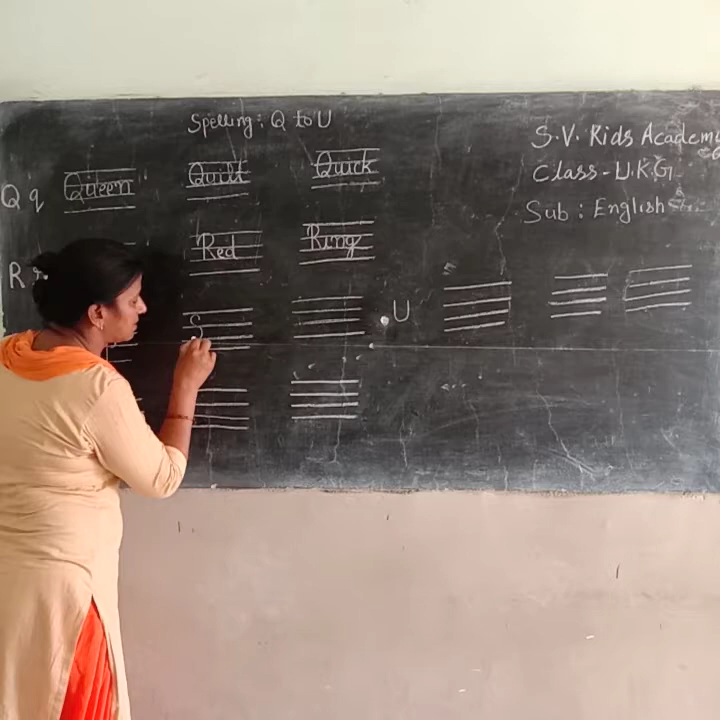 Spelling: Q to U
S.V. Kids Academy
Class - U.K.G
Sub : English
Q q Queen Quilt Quick
R r Red Ring
S
U